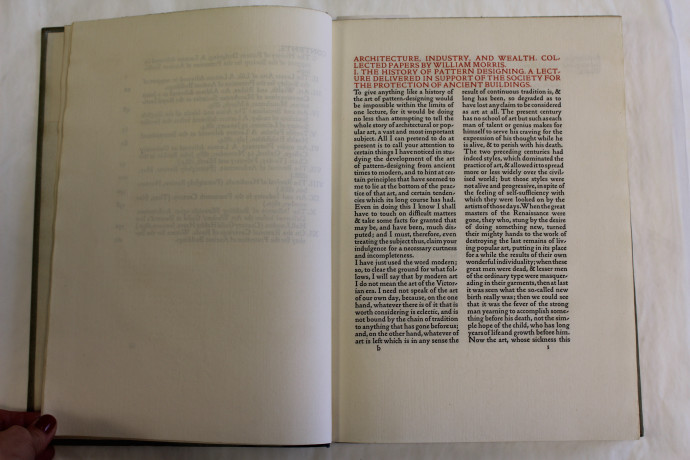 ARCHITECTURE, INDUSTRY, AND WEALTH. COL-
LECTED PAPERS BY WILLIAM MORRIS.
I. THE HISTORY OF PATTERN DESIGNING. A LECT-
URE DELIVERED IN SUPPORT OF THE SOCIETY FOR
THE PROTECTION OF ANCIENT BUILDINGS.
To give anything like a history of
the art of pattern-designing would
be impossible within the limits of
one lecture, for it would be doing
no less than attempting to tell the
whole story of architectural or pop-
ular art, a vast and most important
subject. All I can pretend to do at
present is to call your attention to
certain things I have noticed in stu-
dying the development of the art
of pattern-designing from ancient
times to modern, and to hint at cer-
tain principles that have seemed to
me to lie at the bottom of the prac-
tice of that art, and certain tenden-
cies which its long course has had.
Even in doing this I know I shall
have to touch on difficult matters
& take some facts for granted that
may be, and have been, much dis-
puted; and I must, therefore, even
treating the subject thus, claim your
indulgence for a necessary curtness
and incompleteness.
I have just used the word modern;
so, to clear the ground for what fol-
lows, I will say that by modern art
I do not mean the art of the Victor-
ian era. I need not speak of the art
of our own day, because, on the one
hand, whatever there is of it that is
worth considering is eclectic, and is
not bound by the chain of tradition
to anything that has gone before us;
and, on the other hand, whatever of
art is left which is in any sense the
b
result of continuous tradition is, &
long has been, so degraded as to
have lost any claim to be considered
as art at all. The present century
has no school of art but such as each
man of talent or genius makes for
himself to serve his craving for the
expression of his thought while he
is alive, & to perish with his death.
The two preceding centuries had
indeed styles, which dominated the
practice of art, & allowed it to spread
more or less widely over the civil-
ized world; but those styles were
not alive and progressive, in spite of
the feeling of self-sufficiency with
which they were looked on by the
artists of those days. When the great
masters of the Renaissance were
gone, they who, stung by the desire
of doing something new, turned
their mighty hands to the work of
destroying the last remains of liv-
ing popular art, putting in its place
for a while the results of their own
wonderful individuality; when these
great men were dead, & lesser men
of the ordinary type were masquer-
ading in their garments, then at last
it was seen what the so-called new
birth really was; then we could see
that it was the fever of the strong
man yearning to accomplish some-
thing before his death, not the sim-
ple hope of the child, who has long
years of life and growth before him.
Now the art, whose sickness this
1